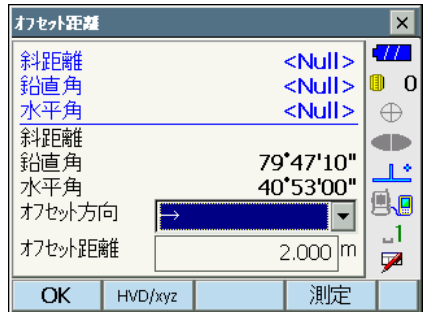 オフセット距離
斜距離 <Null>
鉛直角 <Null>
水平角 <Null>
0
斜距離
鉛直角 79°47'10"
水平角 40°53'00"
オフセット方向 →
オフセット距離 2.000 m
1
OK HVD/xyz 測定